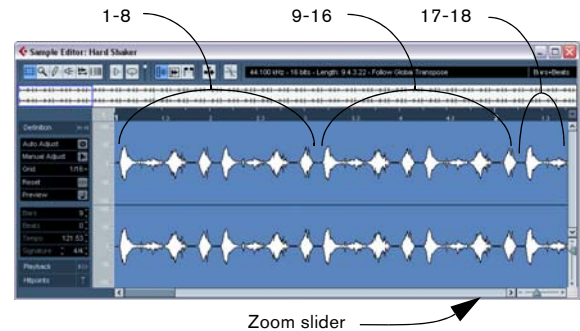 1-8 9-16 17-18
Sample Editor: Hard Shaker
44.100 kHz - 16 bits - Length: 9.4.3.22 - Follow Global Transpose Bars+Beats
Definition
Auto Adjust
Manual Adjust
Grid 1/16
Reset
Preview
Bars 9
Beats 0
Tempo 121.53
Signature 4/4
Playback
Hitpoints
Zoom slider